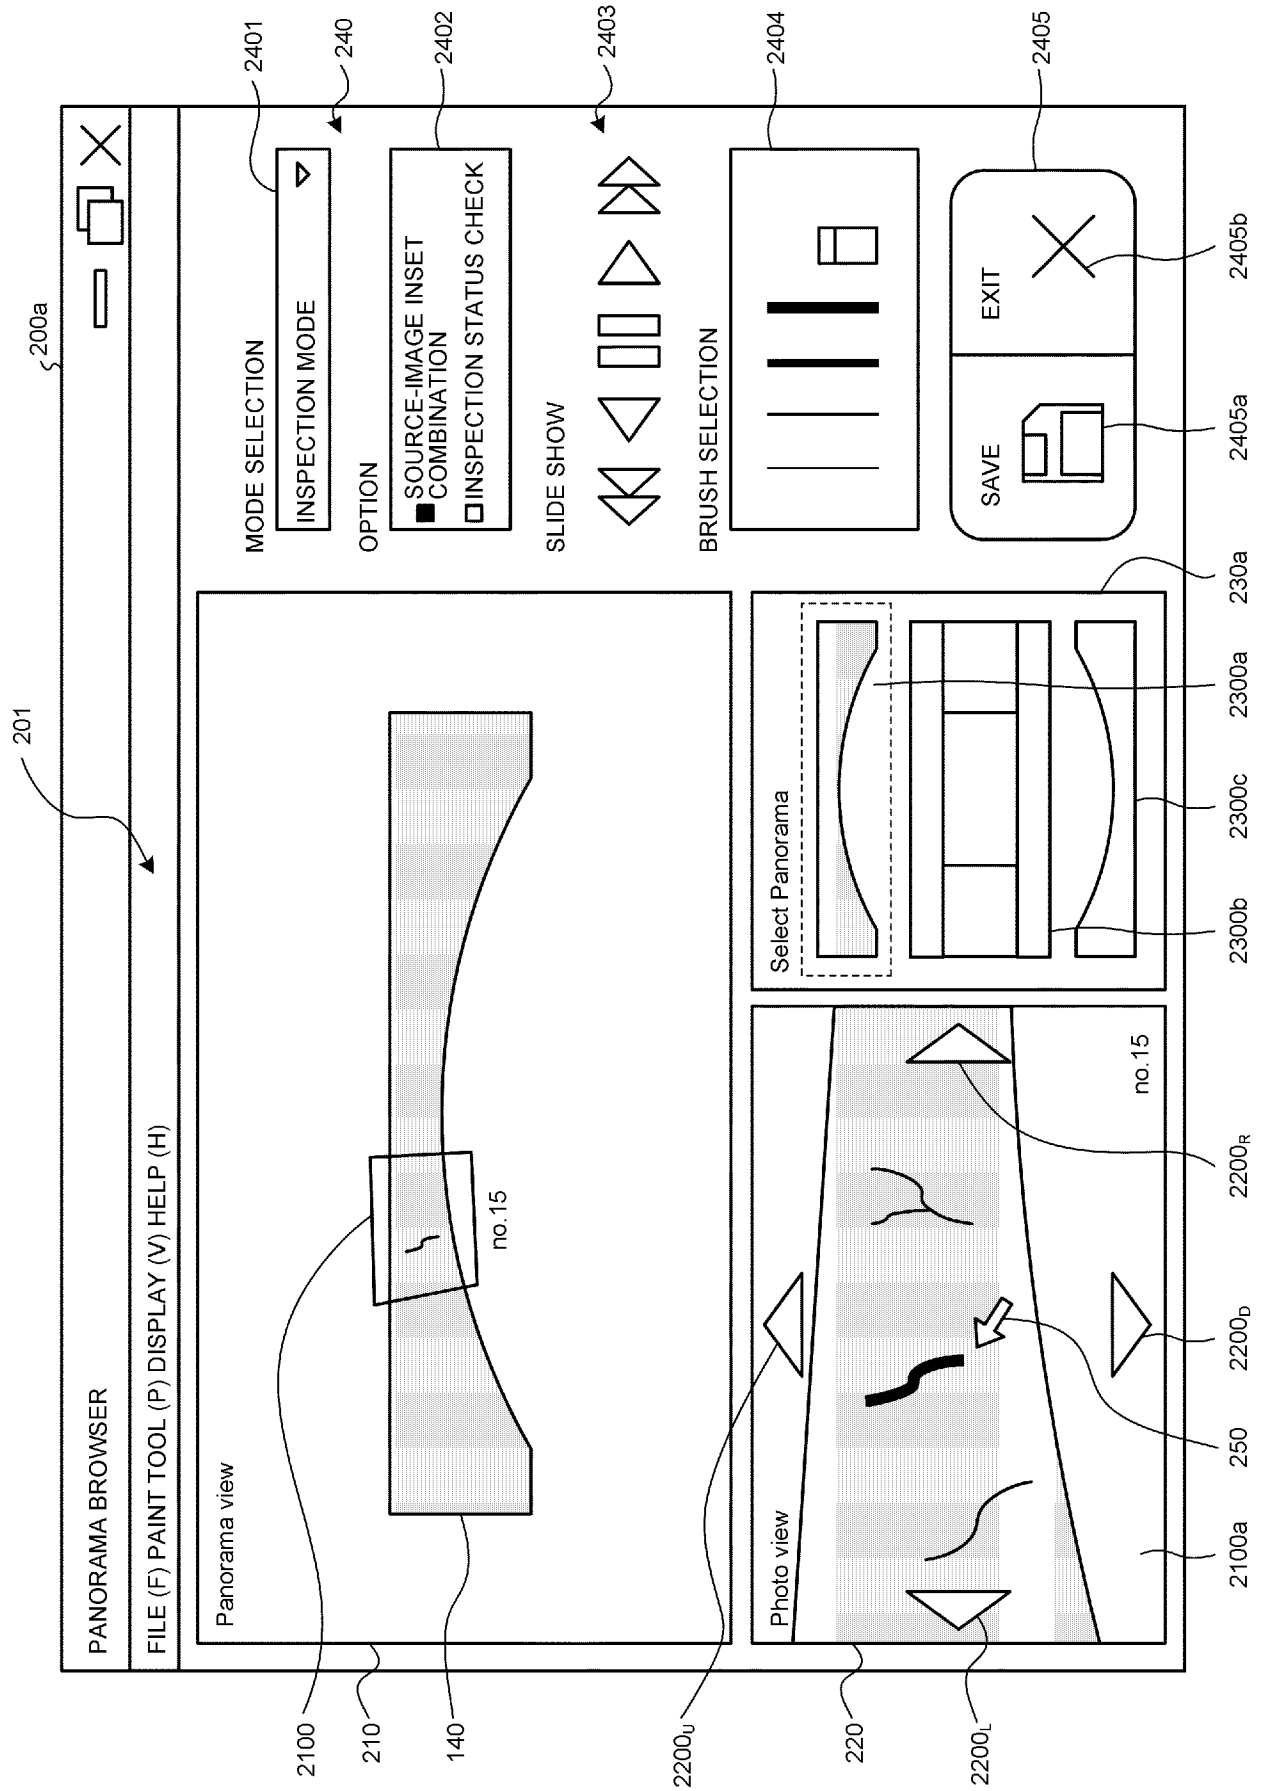 200a
201
PANORAMA BROWSER
FILE (F) PAINT TOOL (P) DISPLAY (V) HELP (H)
2100
210
140
Panorama view
no.15
MODE SELECTION
INSPECTION MODE
2401
240
OPTION
SOURCE-IMAGE INSET
COMBINATION
INSPECTION STATUS CHECK
2402
SLIDE SHOW
2403
BRUSH SELECTION
2404
SAVE
EXIT
2405
2405a
2405b
2200U
220
2200L
Photo view
no.15
2100a
250
2200D
2200R
Select Panorama
2300b
2300c
2300a
230a